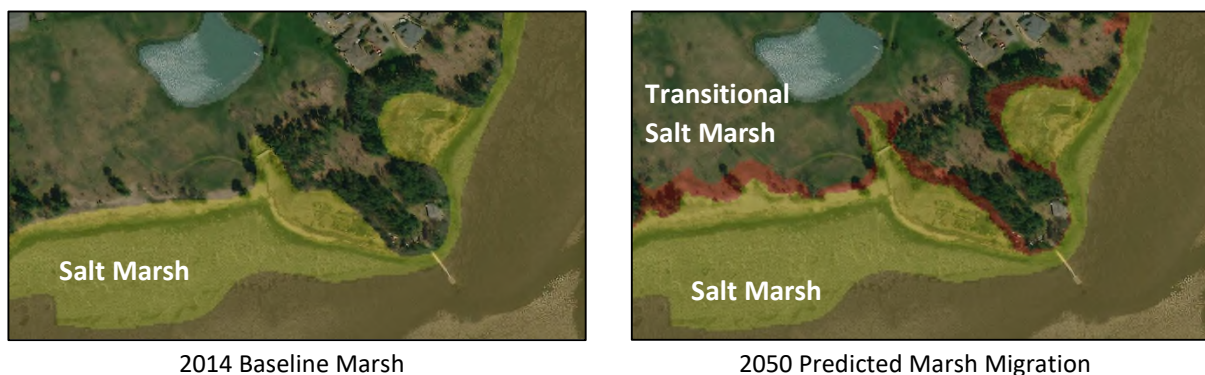 Salt Marsh
2014 Baseline Marsh
Transitional
Salt Marsh
Salt Marsh
2050 Predicted Marsh Migration